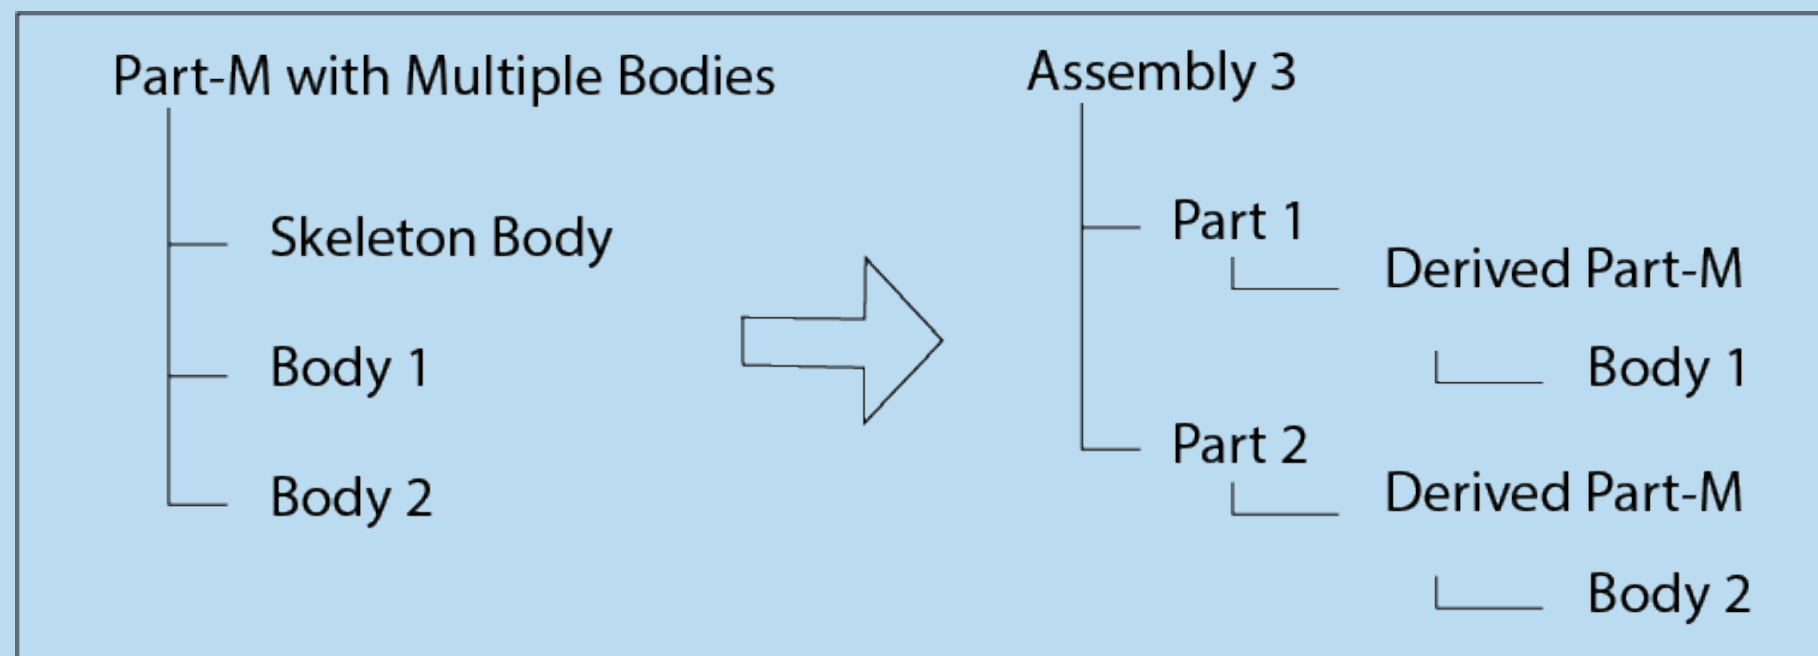 Part-M with Multiple Bodies
Skeleton Body
Body 1
Body 2
Assembly 3
Part 1
Derived Part-M
Body 1
Part 2
Derived Part-M
Body 2